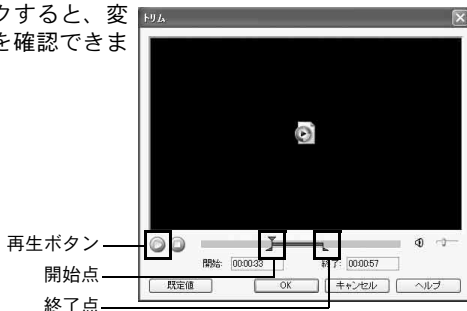 クすると、変
を確認できま
トリム
再生ボタン
開始点
終了点
開始: 00:00:33 終了: 00:00:57
既定値 OK キャンセル ヘルプ